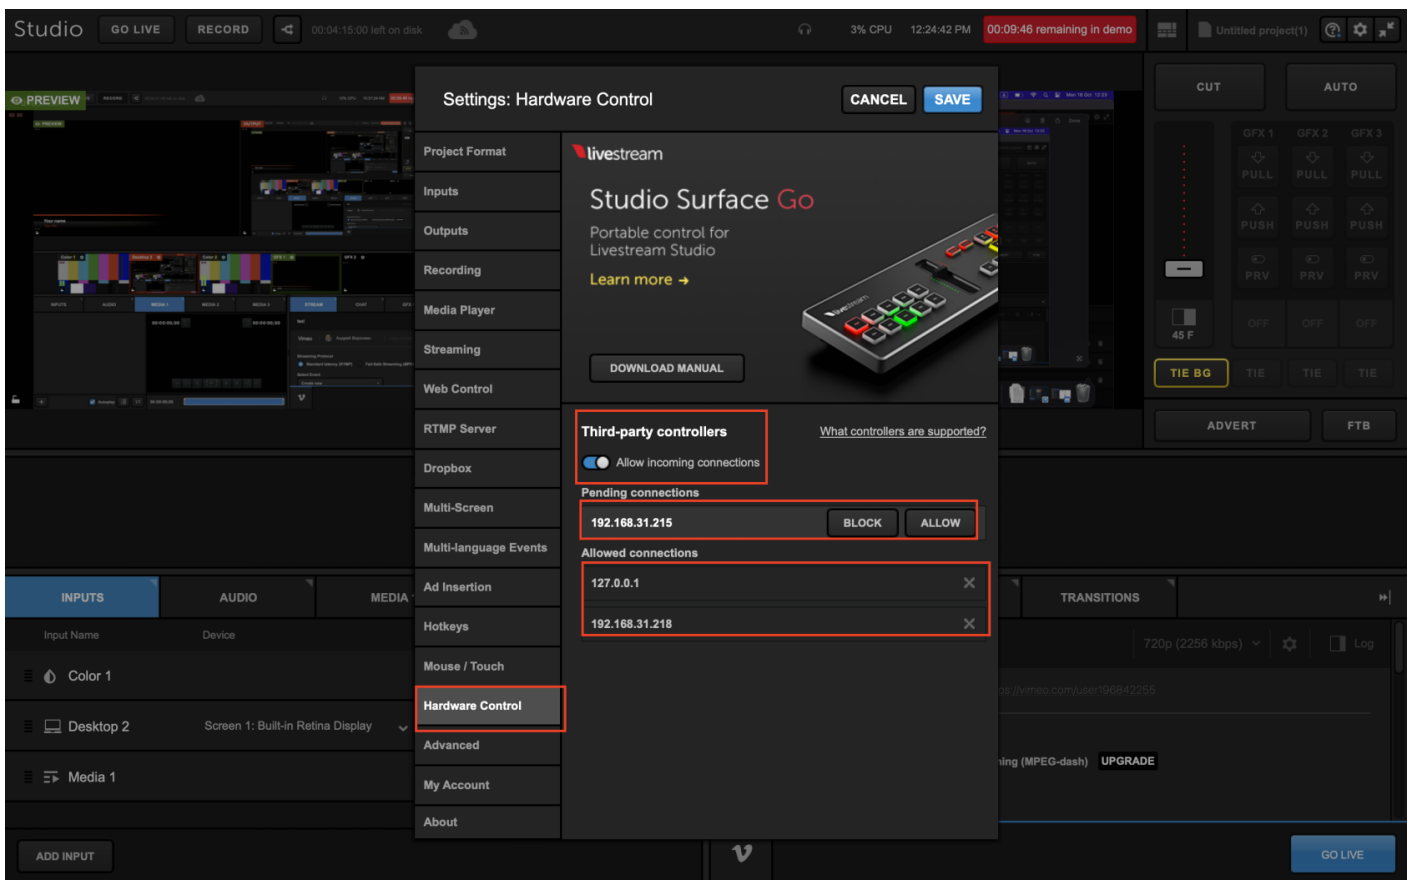 Studio GO LIVE RECORD 00:04:15:00 left on disk 3% CPU 12:24:42 PM 00:09:46 remaining in demo Untitled project(1)
PREVIEW
Settings: Hardware Control CANCEL SAVE
Project Format
Inputs
Outputs
Recording
Media Player
Streaming
Web Control
RTMP Server
Dropbox
Multi-Screen
Multi-language Events
Ad Insertion
Hotkeys
Mouse / Touch
Hardware Control
Advanced
My Account
About
livestream
Studio Surface Go
Portable control for
Livestream Studio
Learn more →
livestream
DOWNLOAD MANUAL
Third-party controllers What controllers are supported?
Allow incoming connections
Pending connections
192.168.31.215 BLOCK ALLOW
Allowed connections
127.0.0.1
192.168.31.218
CUT AUTO
GFX 1 GFX 2 GFX 3
PULL PULL PULL
PUSH PUSH PUSH
PRV PRV PRV
45 F OFF OFF OFF
TIE BG TIE TIE TIE
ADVERT FTB
INPUTS AUDIO MEDIA TRANSITIONS
Input Name Device
Color 1
Desktop 2 Screen 1: Built-in Retina Display
Media 1
ADD INPUT
720p (2256 kbps) Log
ps://vimeo.com/user196842255
ning (MPEG-dash) UPGRADE
GO LIVE